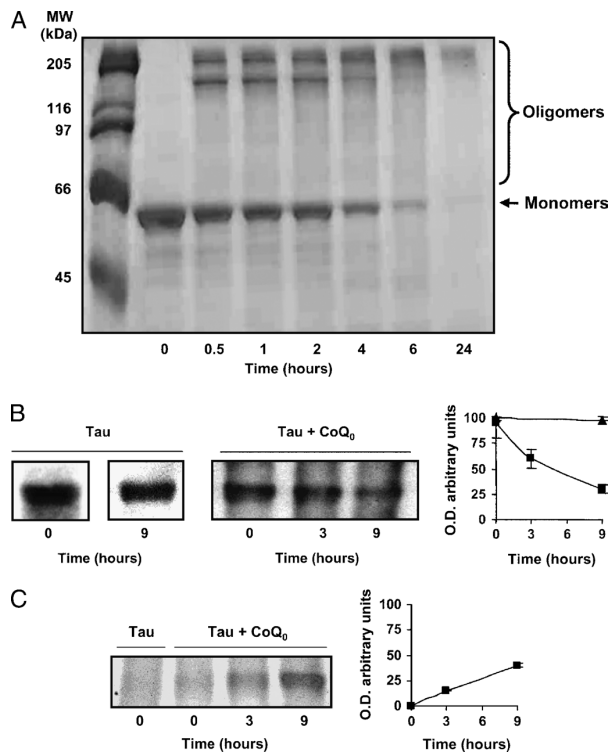 A
MW
(kDa)
205
116
97
66
45
Oligomers
Monomers
0 0.5 1 2 4 6 24
Time (hours)
B
Tau
Tau + CoQ₀
0 9
0 3 9
Time (hours)
Time (hours)
O.D. arbitrary units
100
75
50
25
0
0 3 6 9
Time (hours)
C
Tau
Tau + CoQ₀
0 0 3 9
Time (hours)
O.D. arbitrary units
100
75
50
25
0
0 3 6 9
Time (hours)